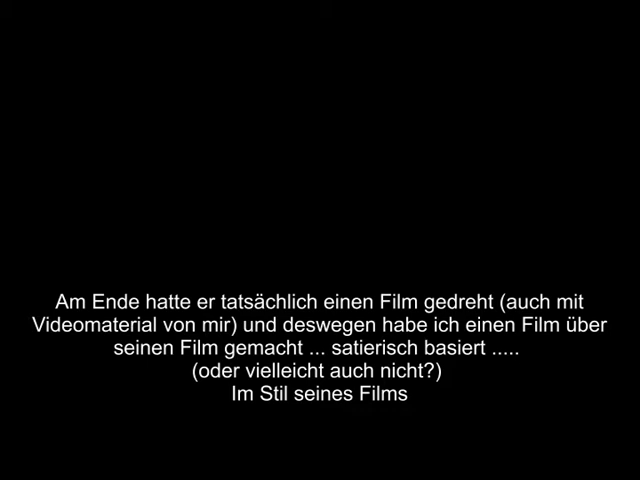 Am Ende hatte er tatsächlich einen Film gedreht (auch mit
Videomaterial von mir) und deswegen habe ich einen Film über
seinen Film gemacht ... satierisch basiert .....
(oder vielleicht auch nicht?)
Im Stil seines Films